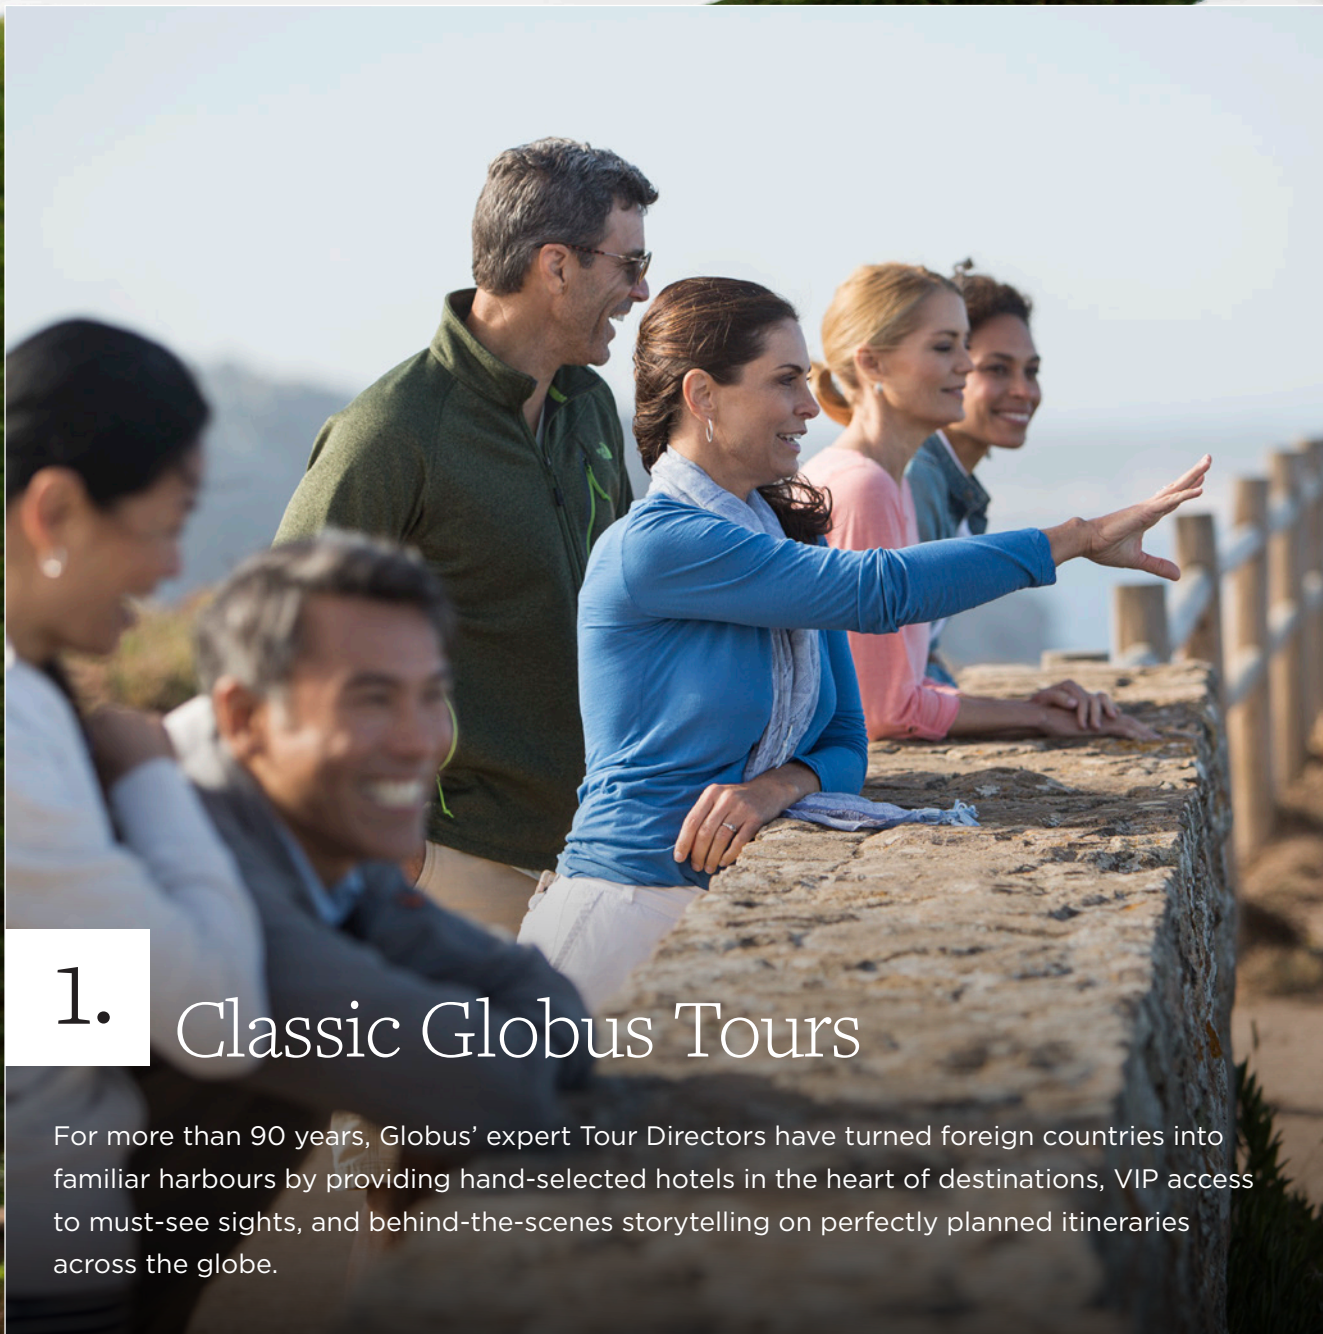 1.
Classic Globus Tours
For more than 90 years, Globus’ expert Tour Directors have turned foreign countries into
familiar harbours by providing hand-selected hotels in the heart of destinations, VIP access
to must-see sights, and behind-the-scenes storytelling on perfectly planned itineraries
across the globe.